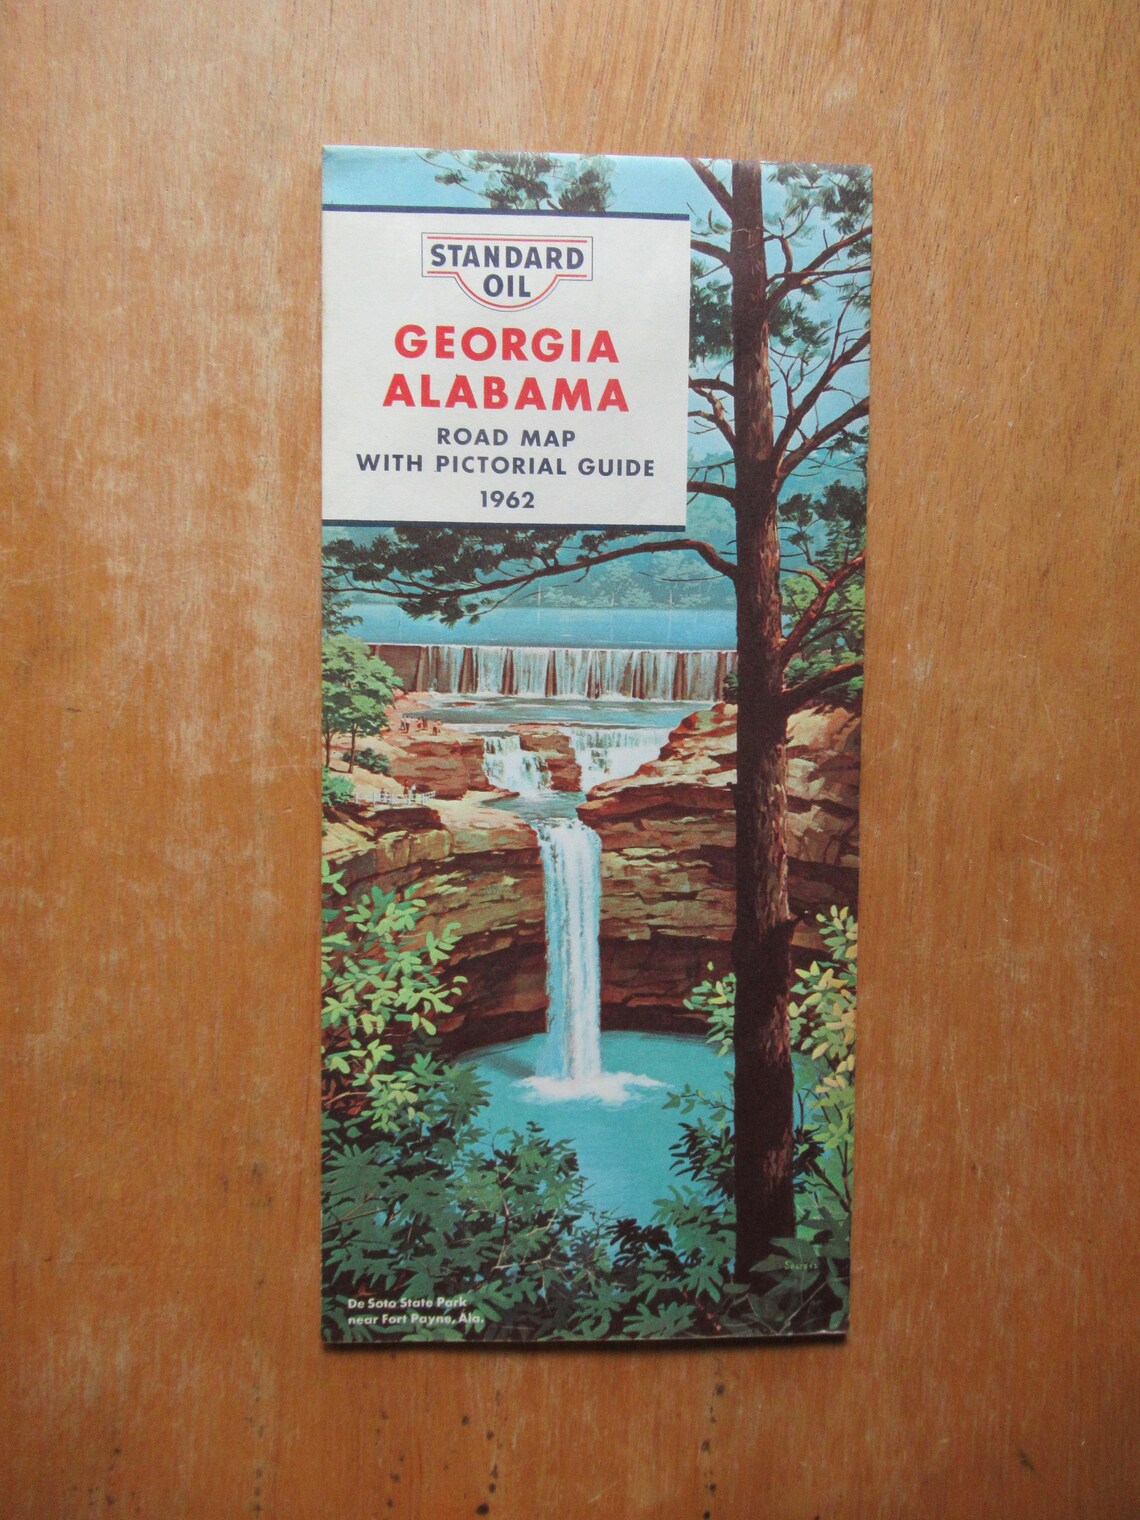 STANDARD
OIL
GEORGIA
ALABAMA
ROAD MAP
WITH PICTORIAL GUIDE
1962
De Soto State Park
near Fort Payne, Ala.